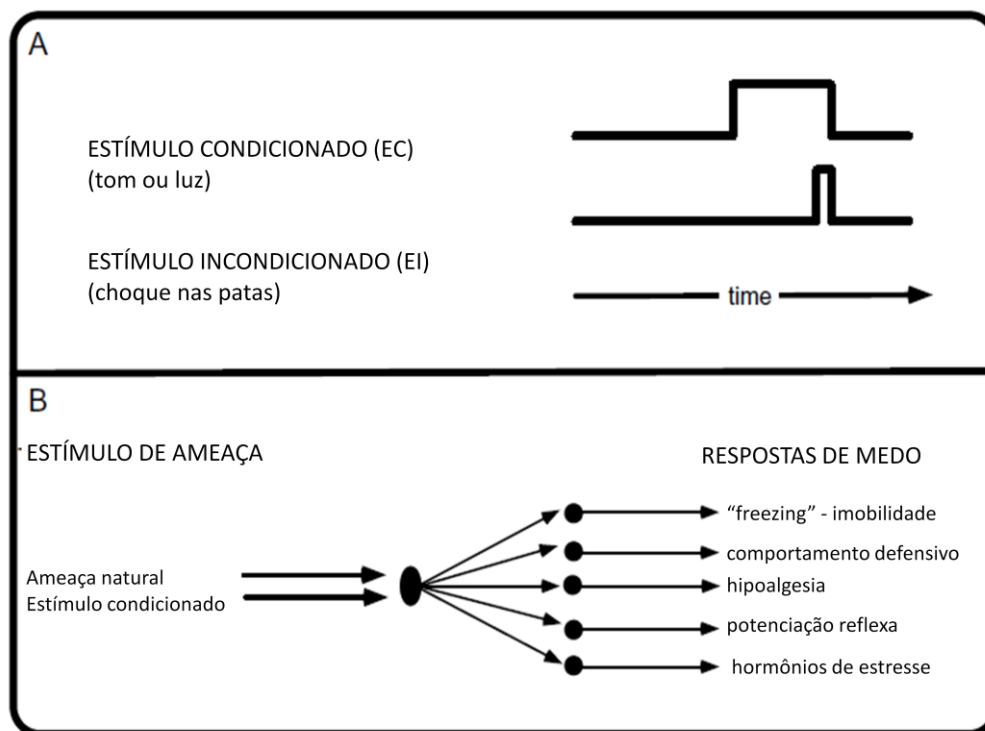 A
ESTÍMULO CONDICIONADO (EC)
(tom ou luz)
ESTÍMULO INCONDICIONADO (EI)
(choque nas patas)
time
B
ESTÍMULO DE AMEAÇA
RESPOSTAS DE MEDO
Ameaça natural
Estímulo condicionado
“freezing” - imobilidade
comportamento defensivo
hipoalgesia
potenciação reflexa
hormônios de estresse